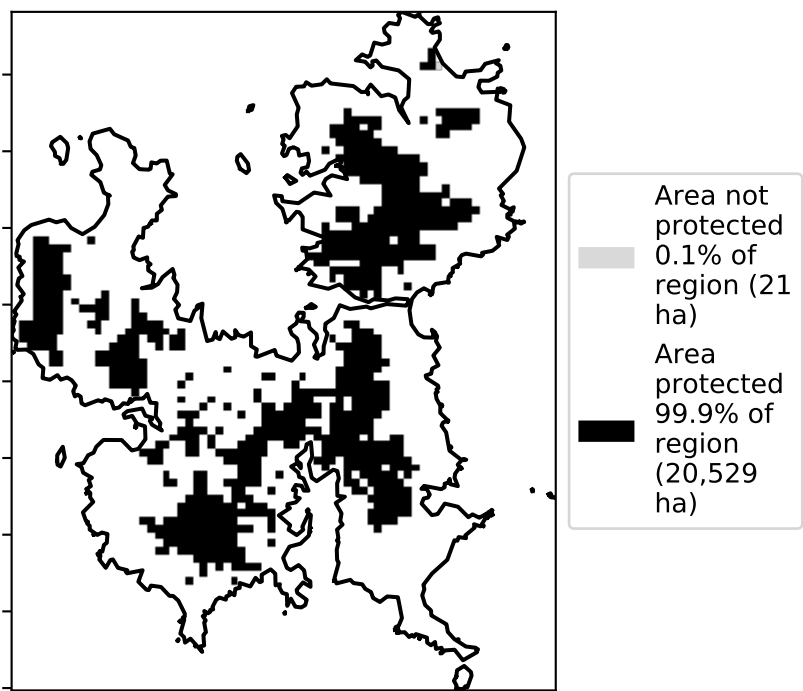 Area not
protected
0.1% of
region (21
ha)
Area
protected
99.9% of
region
(20,529
ha)